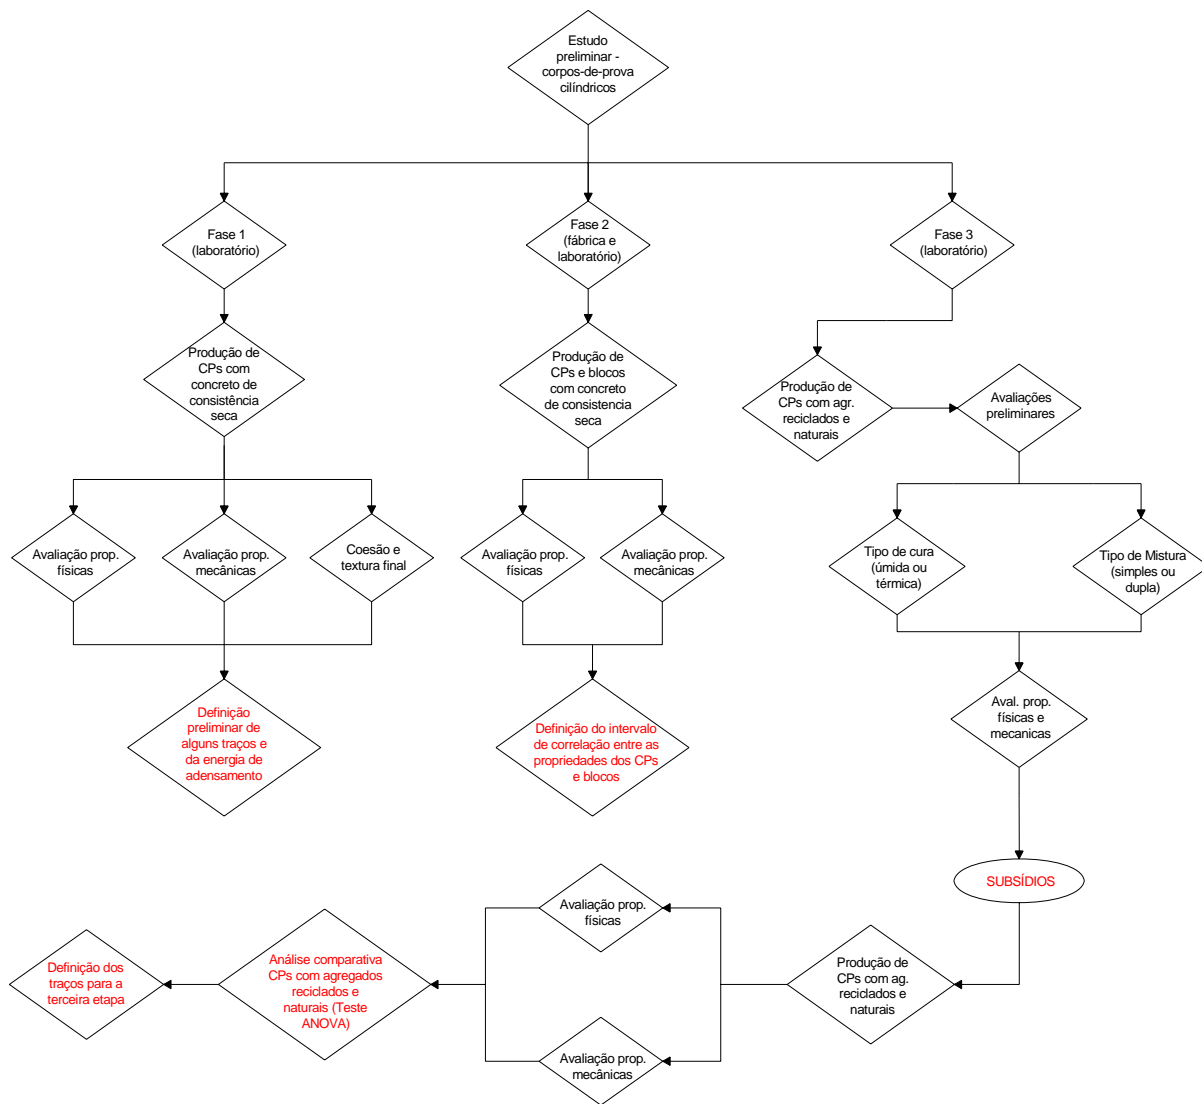 Estudo
preliminar -
corpos-de-prova
cilíndricos
Fase 1
(laboratório)
Fase 2
(fábrica e
laboratório)
Fase 3
(laboratório)
Produção de
CPs com
concreto de
consistência
seca
Produção de
CPs e blocos
com concreto
de consistencia
seca
Produção de
CPs com agr.
reciclados e
naturais
Avaliações
preliminares
Avaliação prop.
físicas
Avaliação prop.
mecânicas
Coesão e
textura final
Avaliação prop.
físicas
Avaliação prop.
mecânicas
Tipo de cura
(úmida ou
térmica)
Tipo de Mistura
(simples ou
dupla)
Definição
preliminar de
alguns traços e
da energia de
adensamento
Definição do intervalo
de correlação entre as
propriedades dos CPs
e blocos
Aval. prop.
físicas e
mecanicas
SUBSÍDIOS
Produção de
CPs com ag.
reciclados e
naturais
Avaliação prop.
físicas
Avaliação prop.
mecânicas
Análise comparativa
CPs com agregados
reciclados e
naturais (Teste
ANOVA)
Definição dos
traços para a
terceira etapa